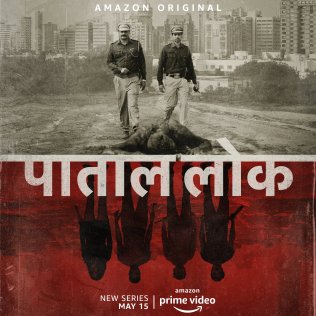 AMAZON ORIGINAL
पाताल लोक
NEW SERIES
MAY 15
amazon
prime video